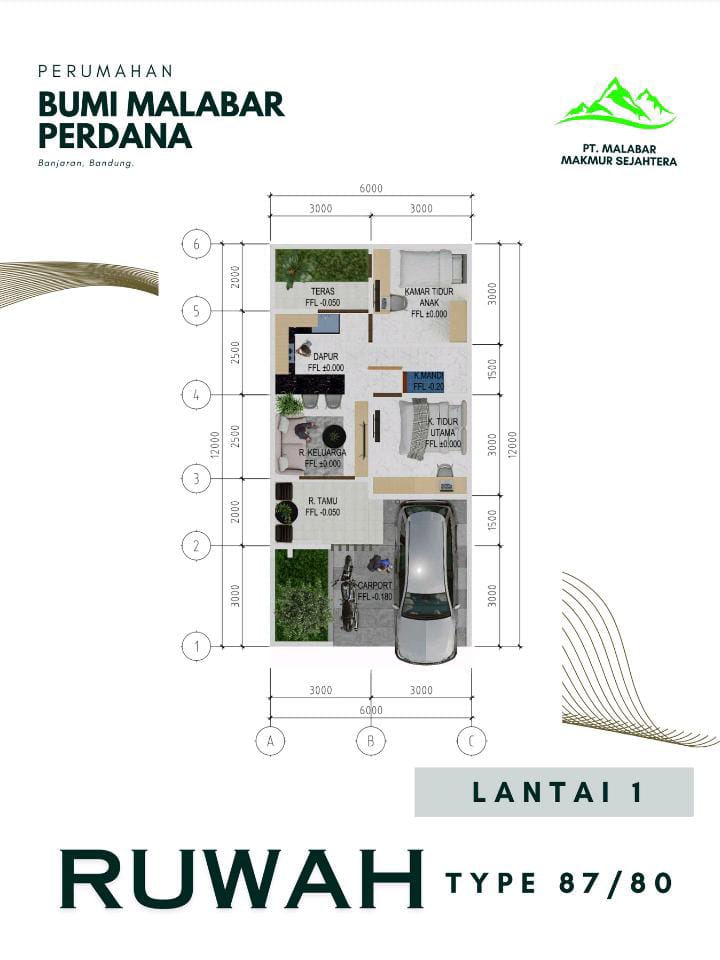 PERUMAHAN
BUMI MALABAR
PERDANA
Banjaran, Bandung.
PT. MALABAR
MAKMUR SEJAHTERA
6000
3000
3000
6
2000
TERAS
FFL -0.050
KAMAR TIDUR
ANAK
FFL ±0.000
3000
5
2500
DAPUR
FFL ±0.000
K.MANDI
FFL -0.20
1500
4
12000
2500
R. KELUARGA
FFL ±0.000
K. TIDUR
UTAMA
FFL ±0.000
3000
12000
3
2000
R. TAMU
FFL -0.050
1500
2
3000
CARPORT
FFL -0.180
3000
1
3000
3000
6000
A
B
C
LANTAI 1
RUWAH TYPE 87/80